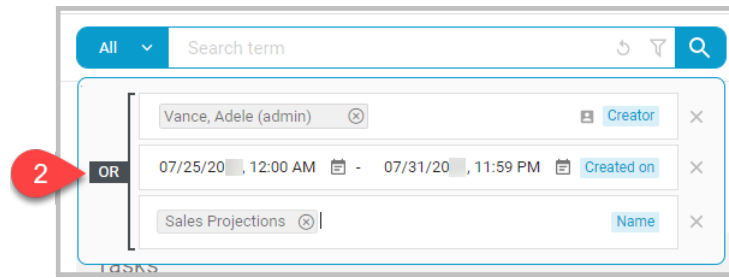 All Search term
Vance, Adele (admin) Creator
2 OR 07/25/20 , 12:00 AM - 07/31/20 , 11:59 PM Created on
Sales Projections Name
Tasks